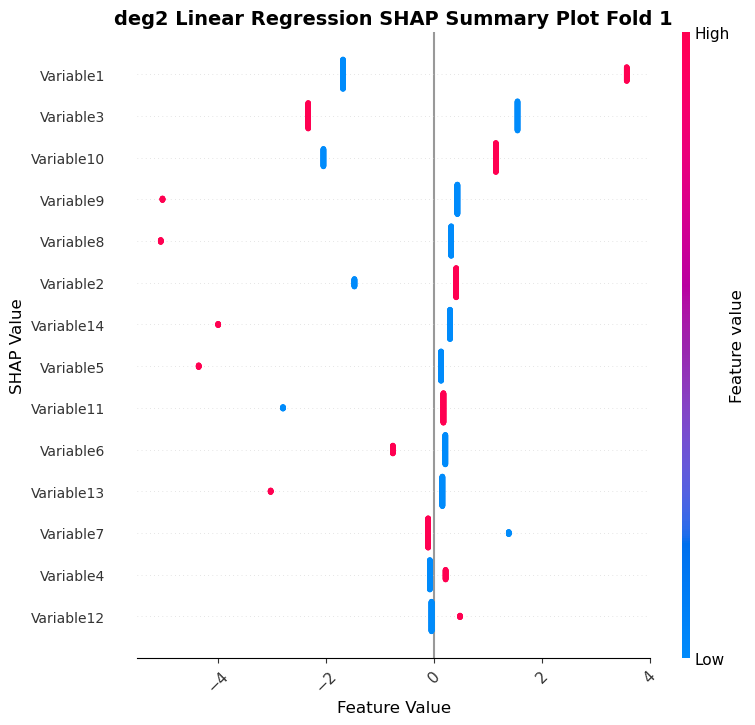 deg2 Linear Regression SHAP Summary Plot Fold 1
High
Variable1
Variable3
Variable10
Variable9
Variable8
Variable2
Variable14
Variable5
Variable11
Variable6
Variable13
Variable7
Variable4
Variable12
SHAP Value
Feature value
Low
−4
−2
0
2
4
Feature Value